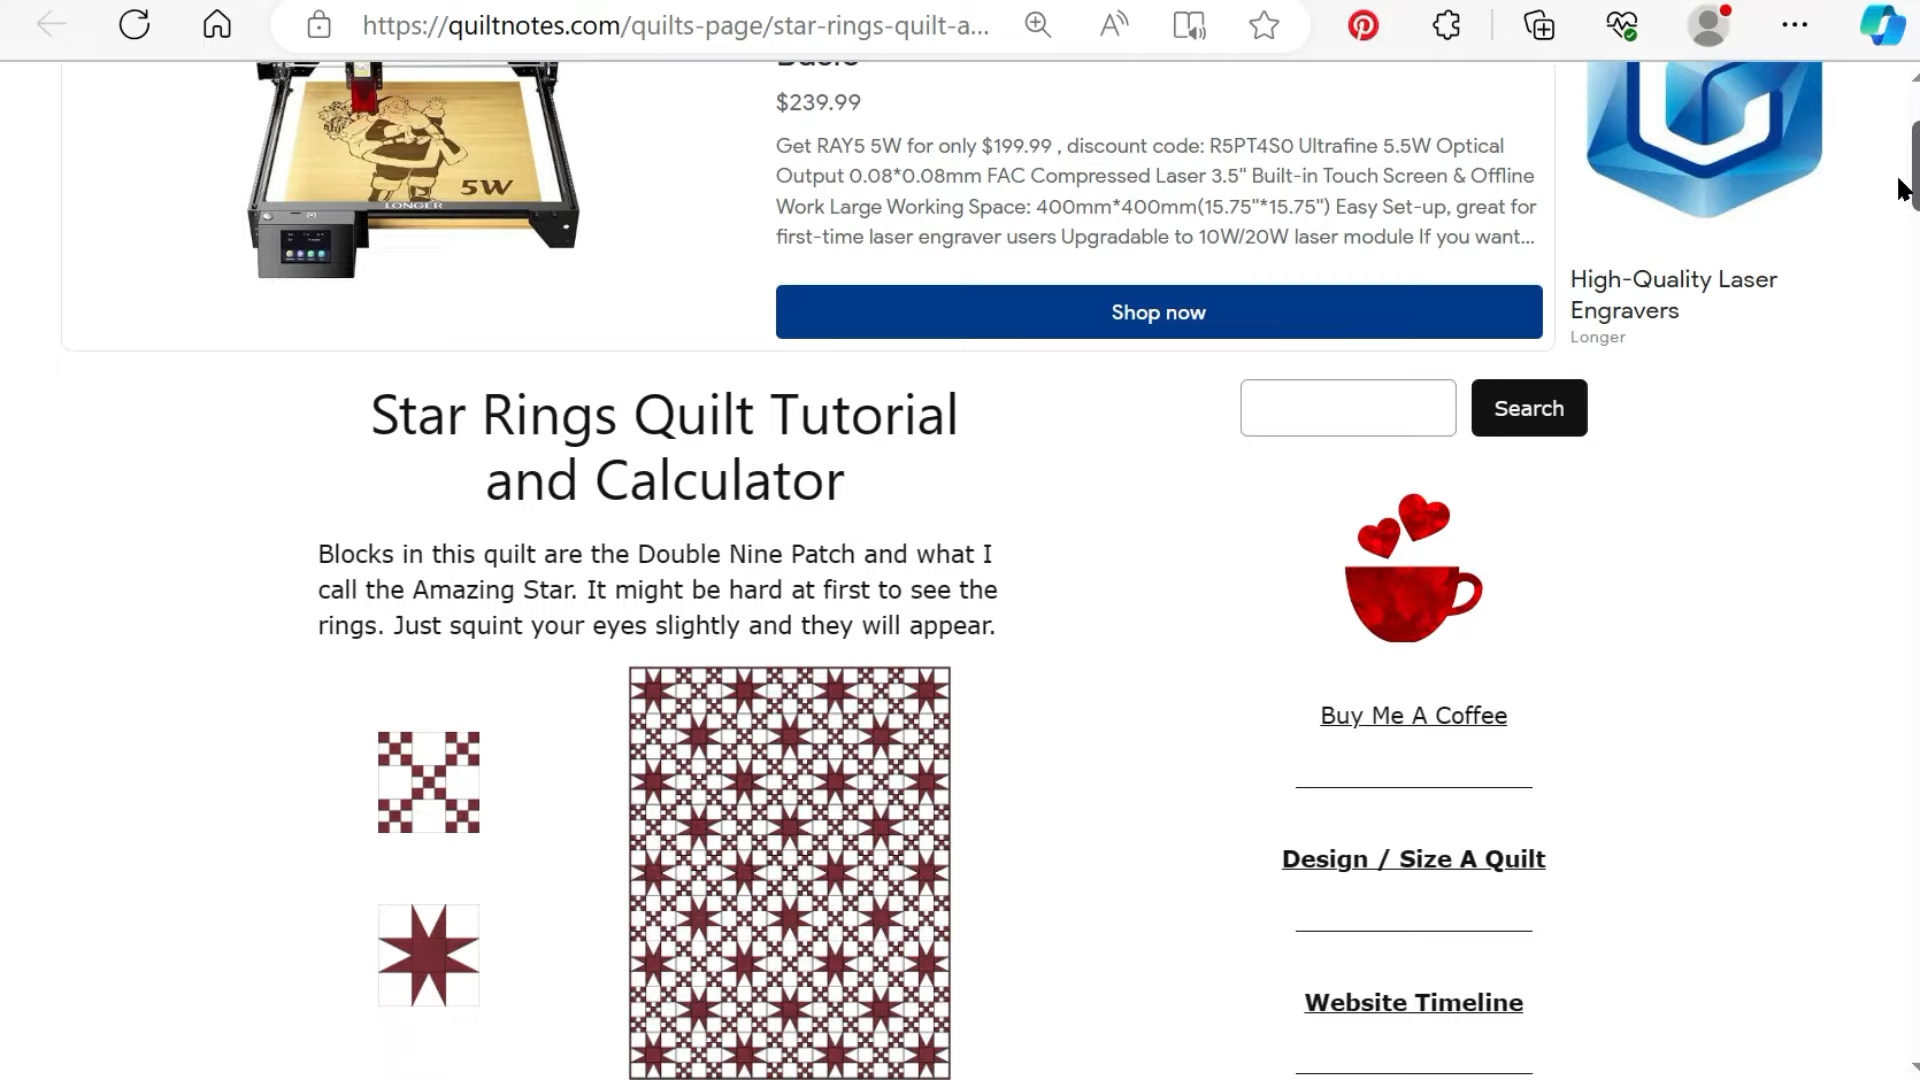 https://quiltnotes.com/quilts-page/star-rings-quilt-a...
$239.99
Get RAY5 5W for only $199.99 , discount code: R5PT4S0 Ultrafine 5.5W Optical
Output 0.08*0.08mm FAC Compressed Laser 3.5" Built-in Touch Screen & Offline
Work Large Working Space: 400mm*400mm(15.75"*15.75") Easy Set-up, great for
first-time laser engraver users Upgradable to 10W/20W laser module If you want...
Shop now
5W
LONGER
High-Quality Laser
Engravers
Longer
Star Rings Quilt Tutorial
and Calculator
Search
Blocks in this quilt are the Double Nine Patch and what I
call the Amazing Star. It might be hard at first to see the
rings. Just squint your eyes slightly and they will appear.
Buy Me A Coffee
Design / Size A Quilt
Website Timeline